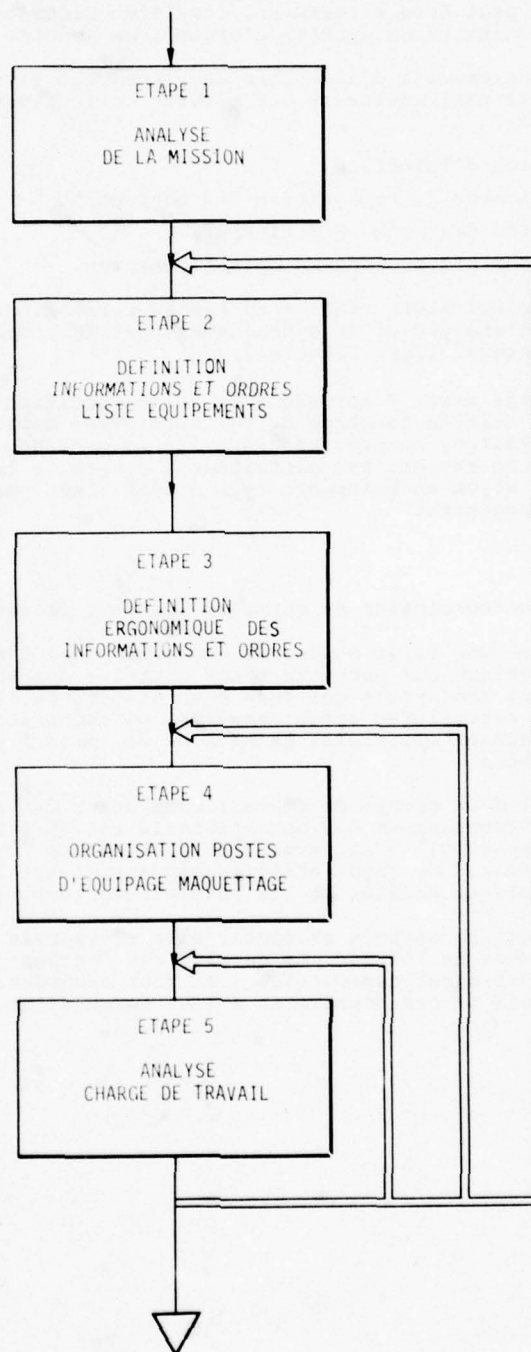 ETAPE 1
ANALYSE
DE LA MISSION
ETAPE 2
DEFINITION
INFORMATIONS ET ORDRES
LISTE EQUIPEMENTS
ETAPE 3
DEFINITION
ERGONOMIQUE DES
INFORMATIONS ET ORDRES
ETAPE 4
ORGANISATION POSTES
D'EQUIPAGE MAQUETTAGE
ETAPE 5
ANALYSE
CHARGE DE TRAVAIL